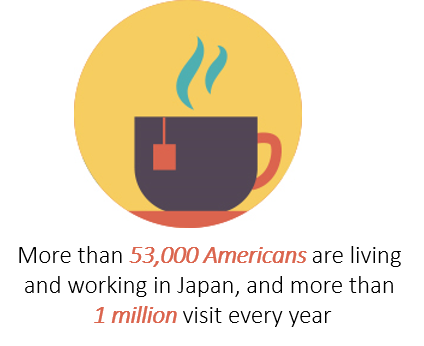 More than 53,000 Americans are living
and working in Japan, and more than
1 million visit every year